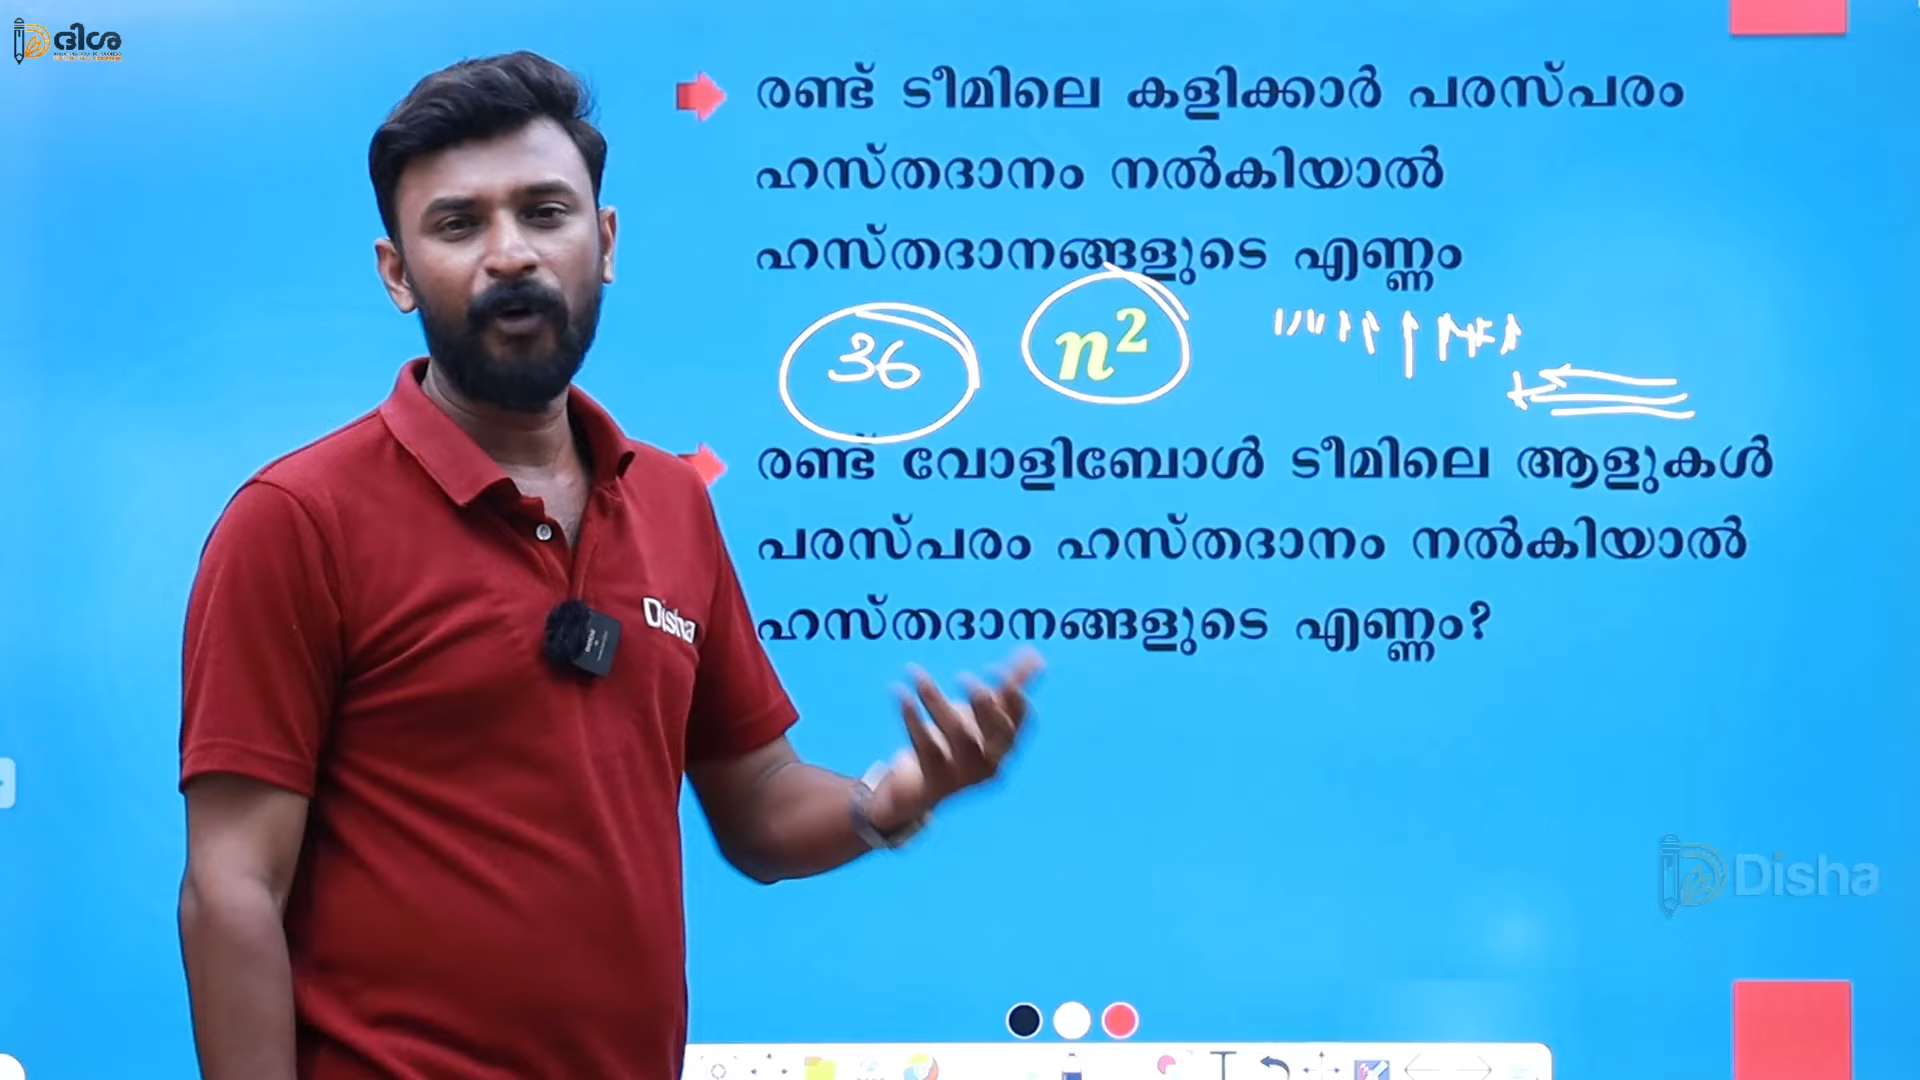 ദിശ
രണ്ട് ടീമിലെ കളിക്കാർ പരസ്പരം
ഹസ്തദാനം നൽകിയാൽ
ഹസ്തദാനങ്ങളുടെ എണ്ണം
36 n²
രണ്ട് വോളിബോൾ ടീമിലെ ആളുകൾ
പരസ്പരം ഹസ്തദാനം നൽകിയാൽ
ഹസ്തദാനങ്ങളുടെ എണ്ണം?
Disha
Disha